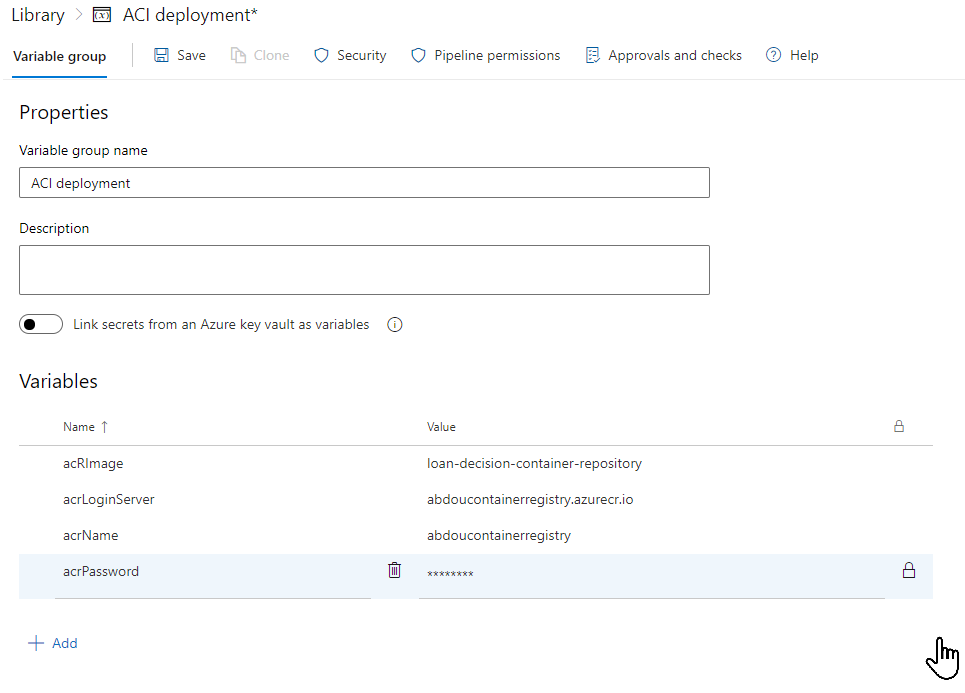 Library > ACI deployment*
Variable group Save Clone Security Pipeline permissions Approvals and checks Help
Properties
Variable group name
ACI deployment
Description
Link secrets from an Azure key vault as variables
Variables
Name ↑ Value
acRImage loan-decision-container-repository
acrLoginServer abdoucontainerregistry.azurecr.io
acrName abdoucontainerregistry
acrPassword ********
+ Add